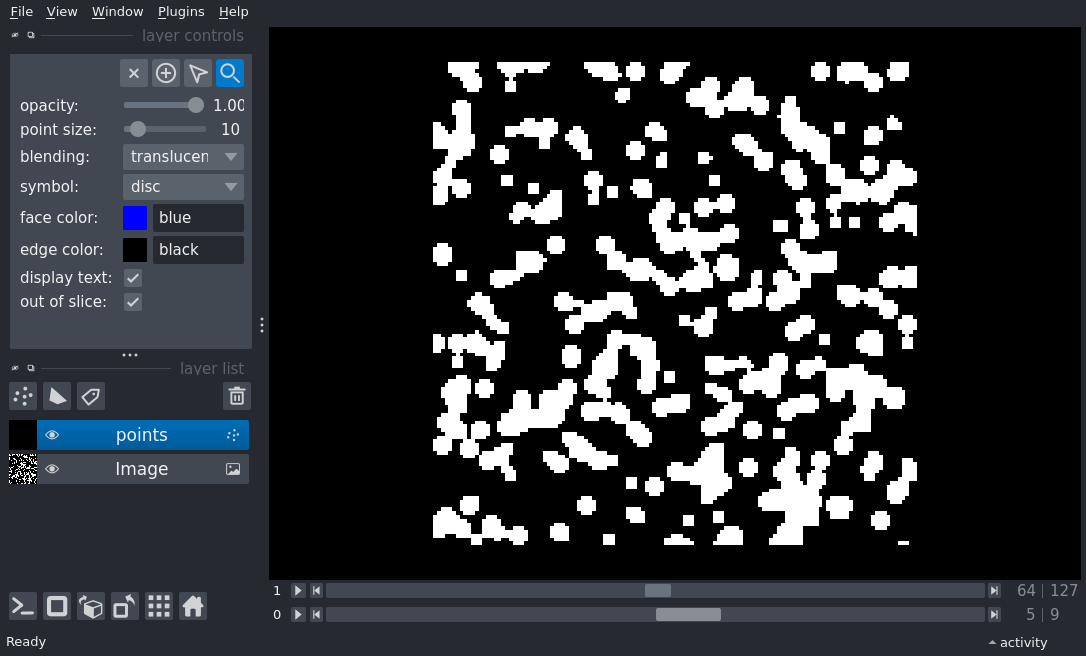 File View Window Plugins Help
layer controls
opacity: 1.00
point size: 10
blending: translucen
symbol: disc
face color: blue
edge color: black
display text:
out of slice:
layer list
points
Image
1 64 127
0 5 9
Ready activity